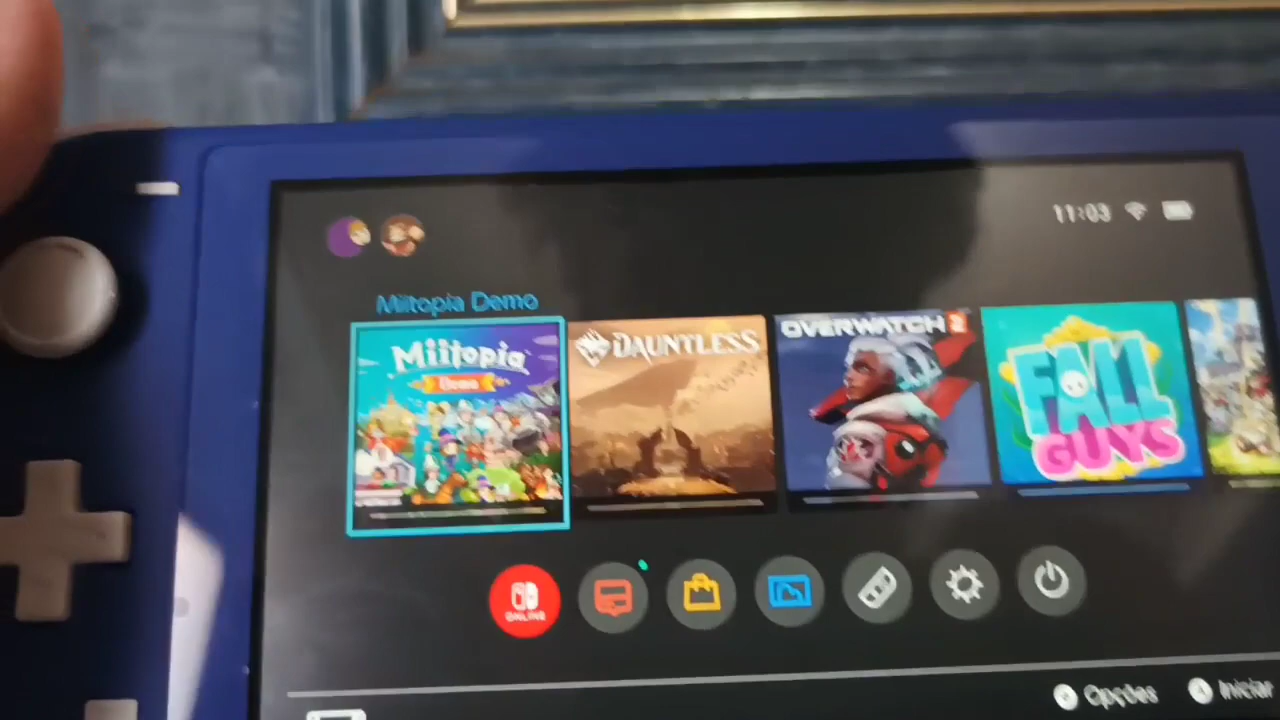 11:03
Miitopia Demo
Miitopia
Demo
DAUNTLESS
OVERWATCH 2
FALL
GUYS
ONLINE
Opções
Iniciar